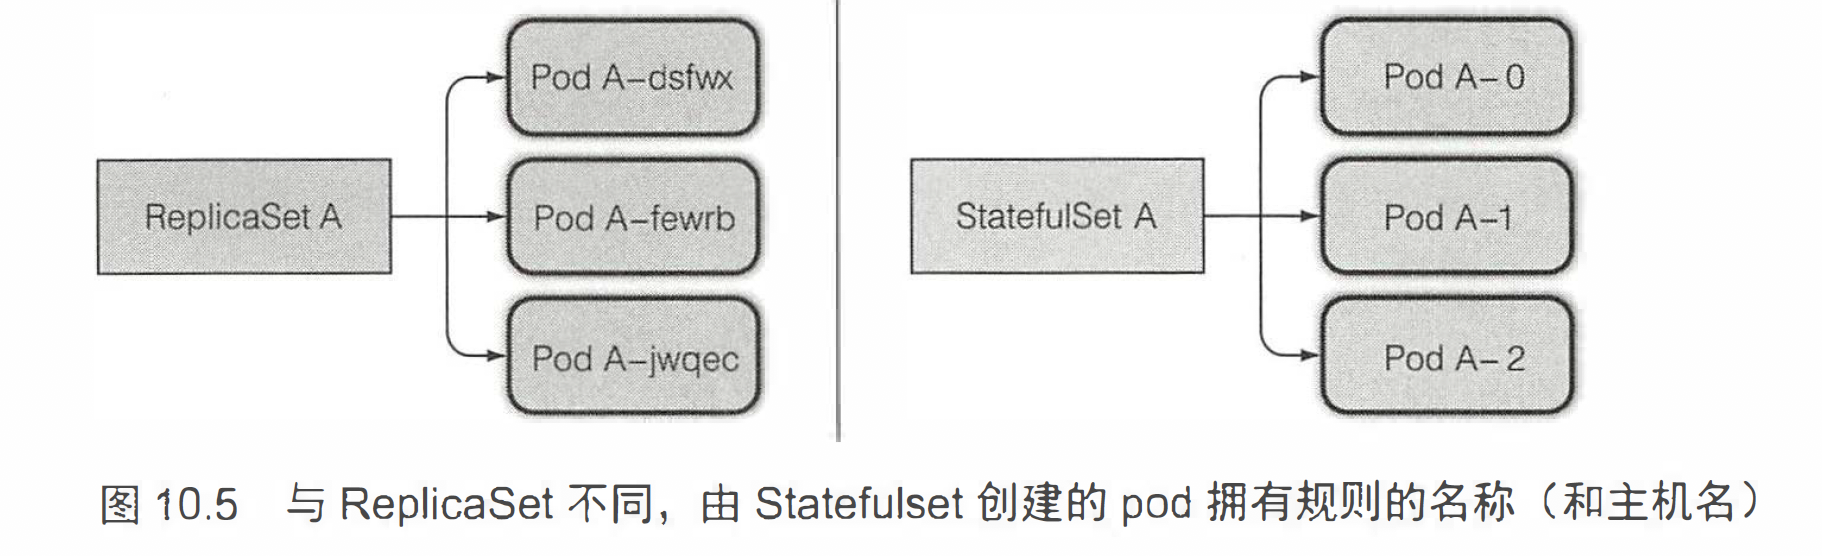 ReplicaSet A
Pod A–dsfwx
Pod A–fewrb
Pod A–jwqec
StatefulSet A
Pod A–0
Pod A–1
Pod A–2
图 10.5 与 ReplicaSet 不同，由 Statefulset 创建的 pod 拥有规则的名称（和主机名）